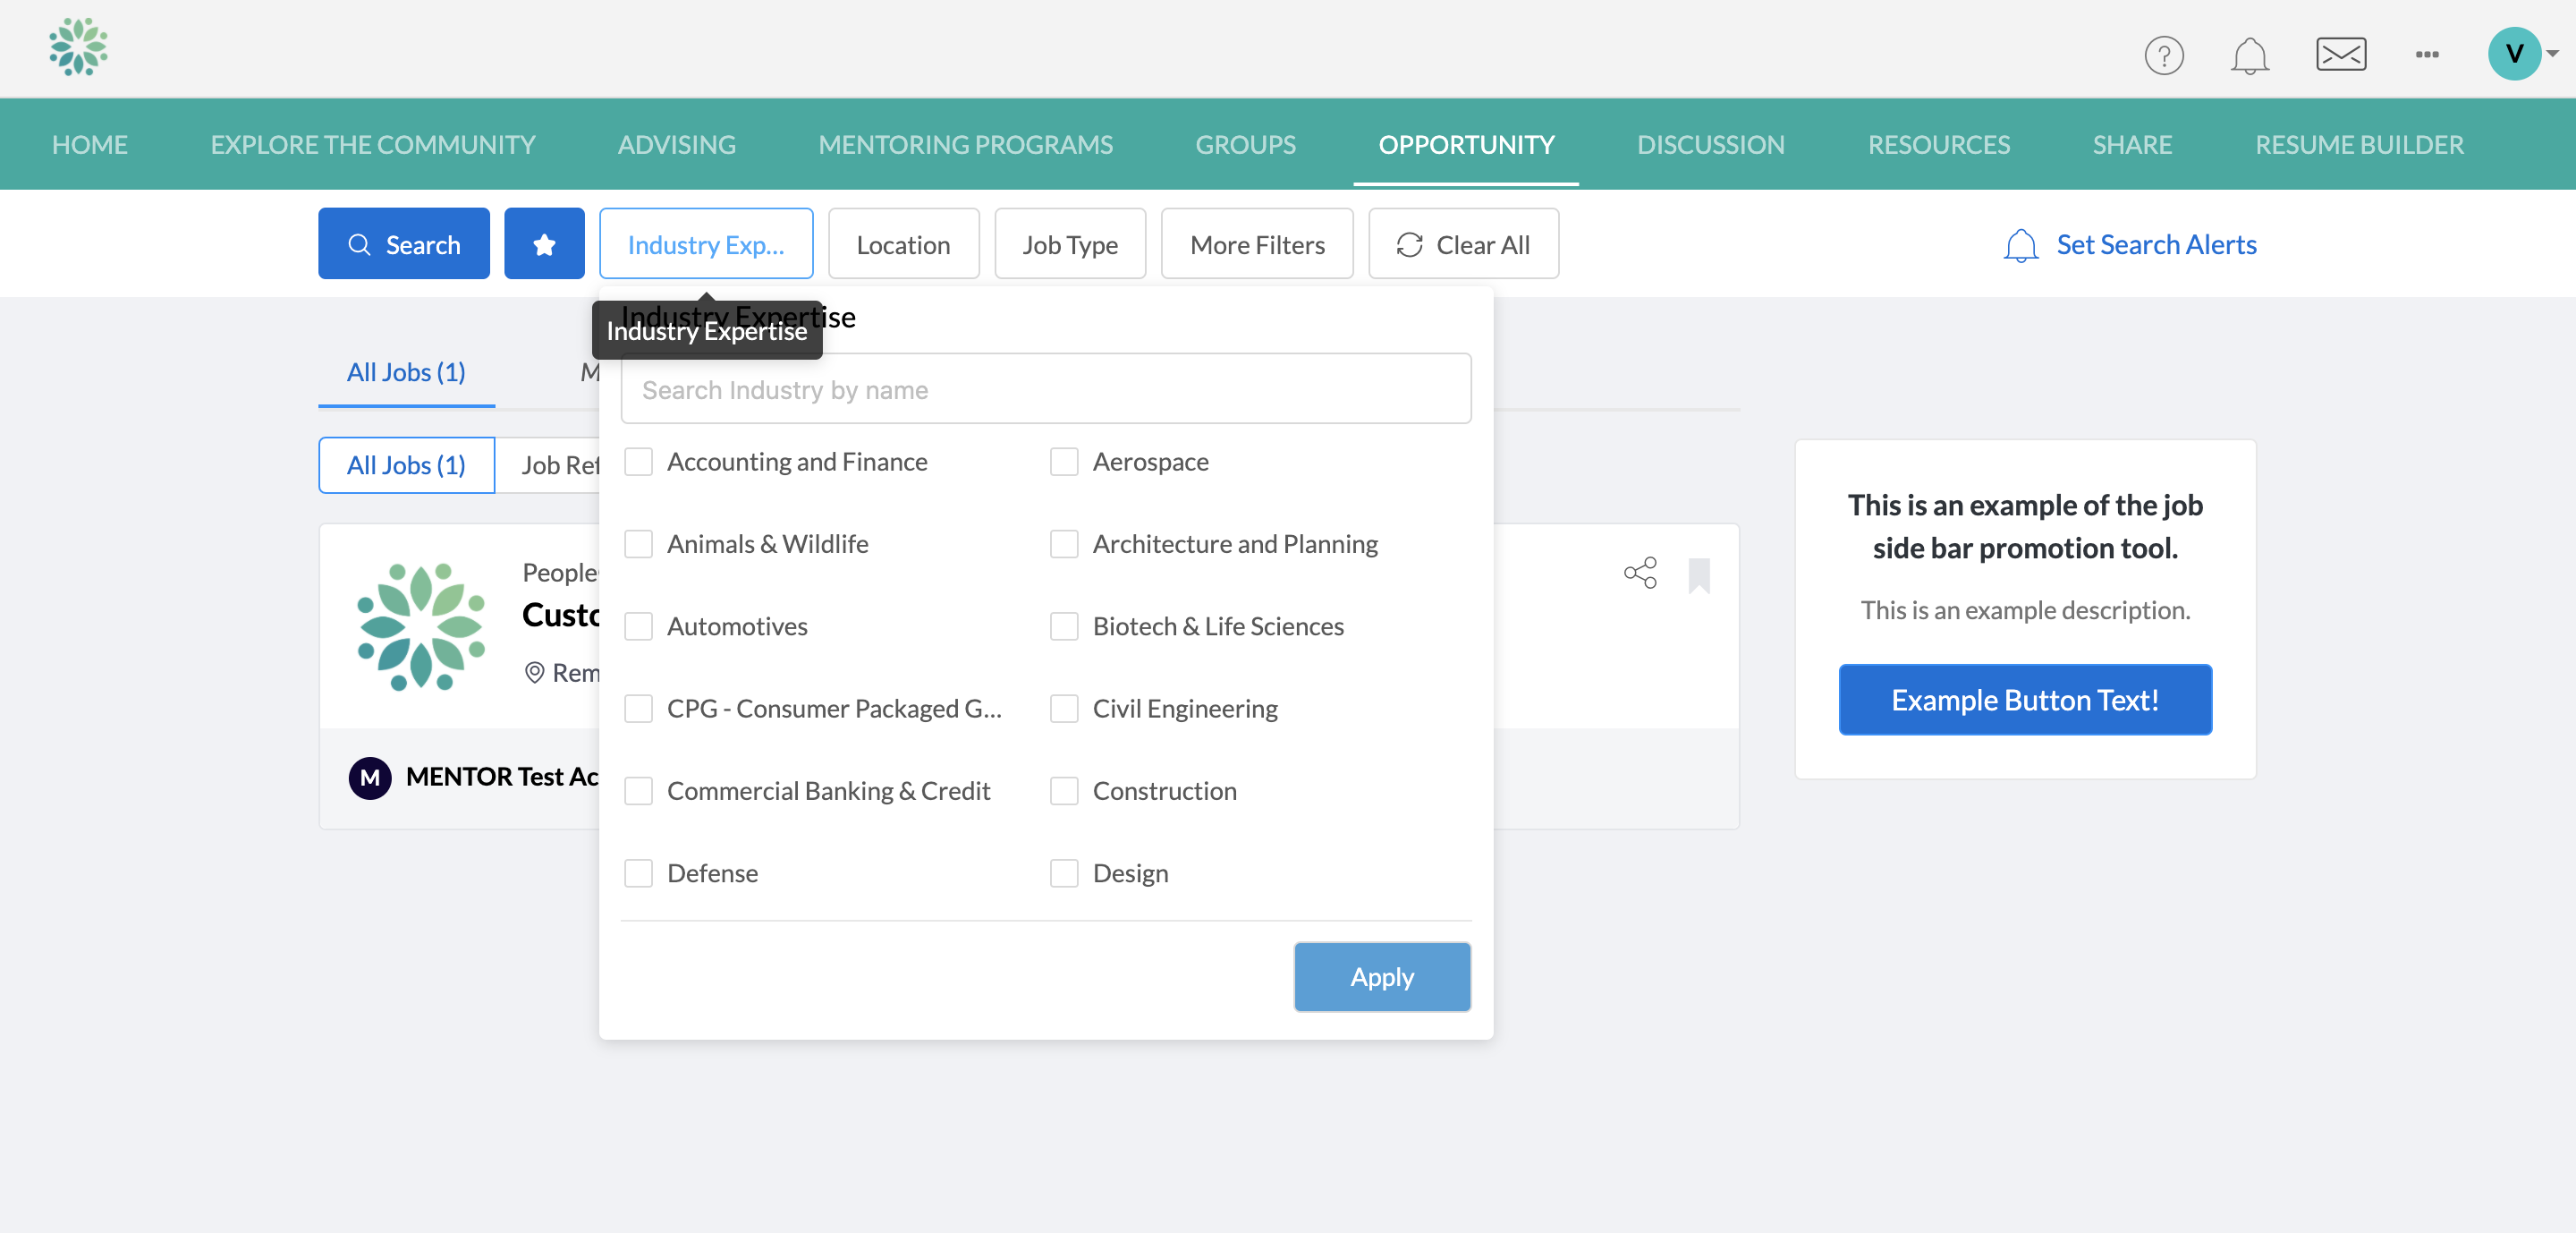 V
HOME EXPLORE THE COMMUNITY ADVISING MENTORING PROGRAMS GROUPS OPPORTUNITY DISCUSSION RESOURCES SHARE RESUME BUILDER
Search Industry Exp... Location Job Type More Filters Clear All Set Search Alerts
Industry Expertise
Industry Expertise
All Jobs (1) M
Search Industry by name
All Jobs (1) Job Ref
Accounting and Finance Aerospace
Animals & Wildlife Architecture and Planning
Automotives Biotech & Life Sciences
CPG - Consumer Packaged G... Civil Engineering
Commercial Banking & Credit Construction
Defense Design
Apply
People
Custo
Rem
M MENTOR Test Ac
This is an example of the job
side bar promotion tool.
This is an example description.
Example Button Text!